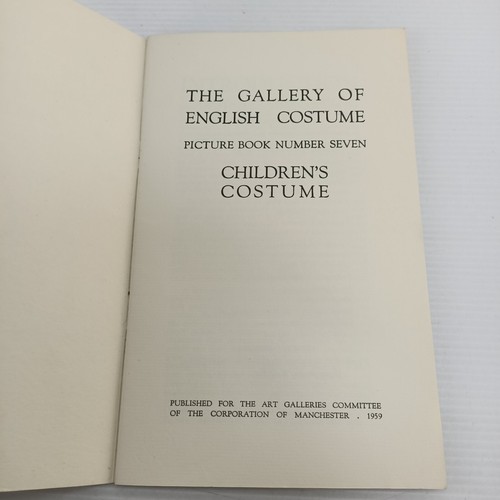 THE GALLERY OF
ENGLISH COSTUME
PICTURE BOOK NUMBER SEVEN
CHILDREN'S
COSTUME
PUBLISHED FOR THE ART GALLERIES COMMITTEE
OF THE CORPORATION OF MANCHESTER . 1959